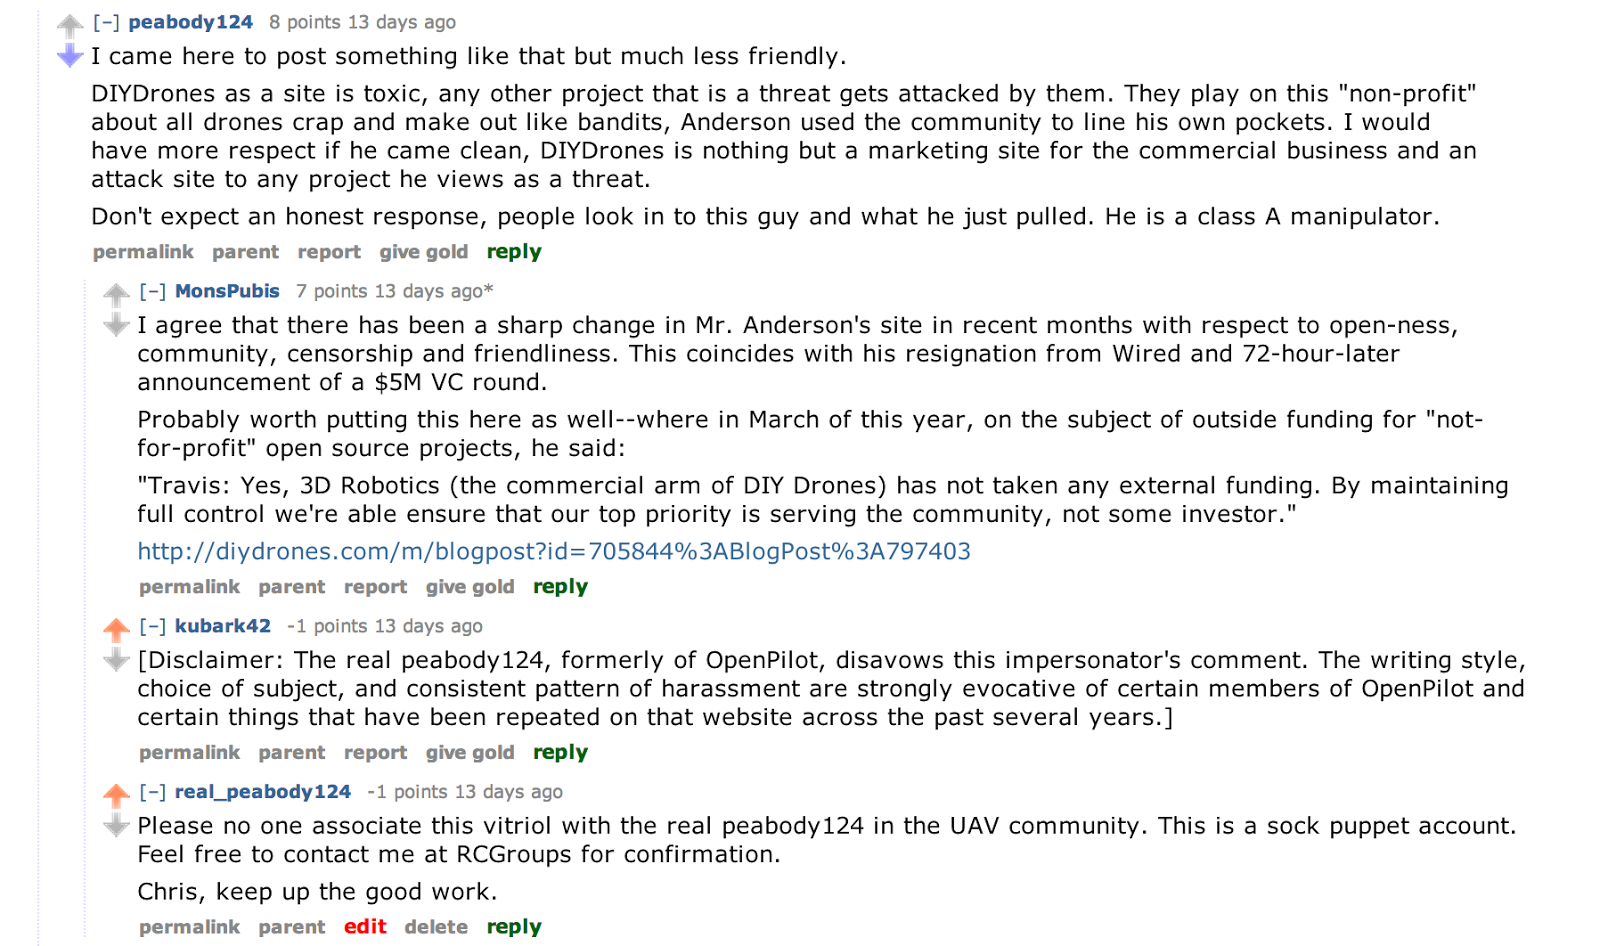 [–] peabody124 8 points 13 days ago
I came here to post something like that but much less friendly.
DIYDrones as a site is toxic, any other project that is a threat gets attacked by them. They play on this "non-profit"
about all drones crap and make out like bandits, Anderson used the community to line his own pockets. I would
have more respect if he came clean, DIYDrones is nothing but a marketing site for the commercial business and an
attack site to any project he views as a threat.
Don't expect an honest response, people look in to this guy and what he just pulled. He is a class A manipulator.
permalink parent report give gold reply
[–] MonsPubis 7 points 13 days ago*
I agree that there has been a sharp change in Mr. Anderson's site in recent months with respect to open-ness,
community, censorship and friendliness. This coincides with his resignation from Wired and 72-hour-later
announcement of a $5M VC round.
Probably worth putting this here as well--where in March of this year, on the subject of outside funding for "not-
for-profit" open source projects, he said:
"Travis: Yes, 3D Robotics (the commercial arm of DIY Drones) has not taken any external funding. By maintaining
full control we're able ensure that our top priority is serving the community, not some investor."
http://diydrones.com/m/blogpost?id=705844%3ABlogPost%3A797403
permalink parent report give gold reply
[–] kubark42 -1 points 13 days ago
[Disclaimer: The real peabody124, formerly of OpenPilot, disavows this impersonator's comment. The writing style,
choice of subject, and consistent pattern of harassment are strongly evocative of certain members of OpenPilot and
certain things that have been repeated on that website across the past several years.]
permalink parent report give gold reply
[–] real_peabody124 -1 points 13 days ago
Please no one associate this vitriol with the real peabody124 in the UAV community. This is a sock puppet account.
Feel free to contact me at RCGroups for confirmation.
Chris, keep up the good work.
permalink parent edit delete reply